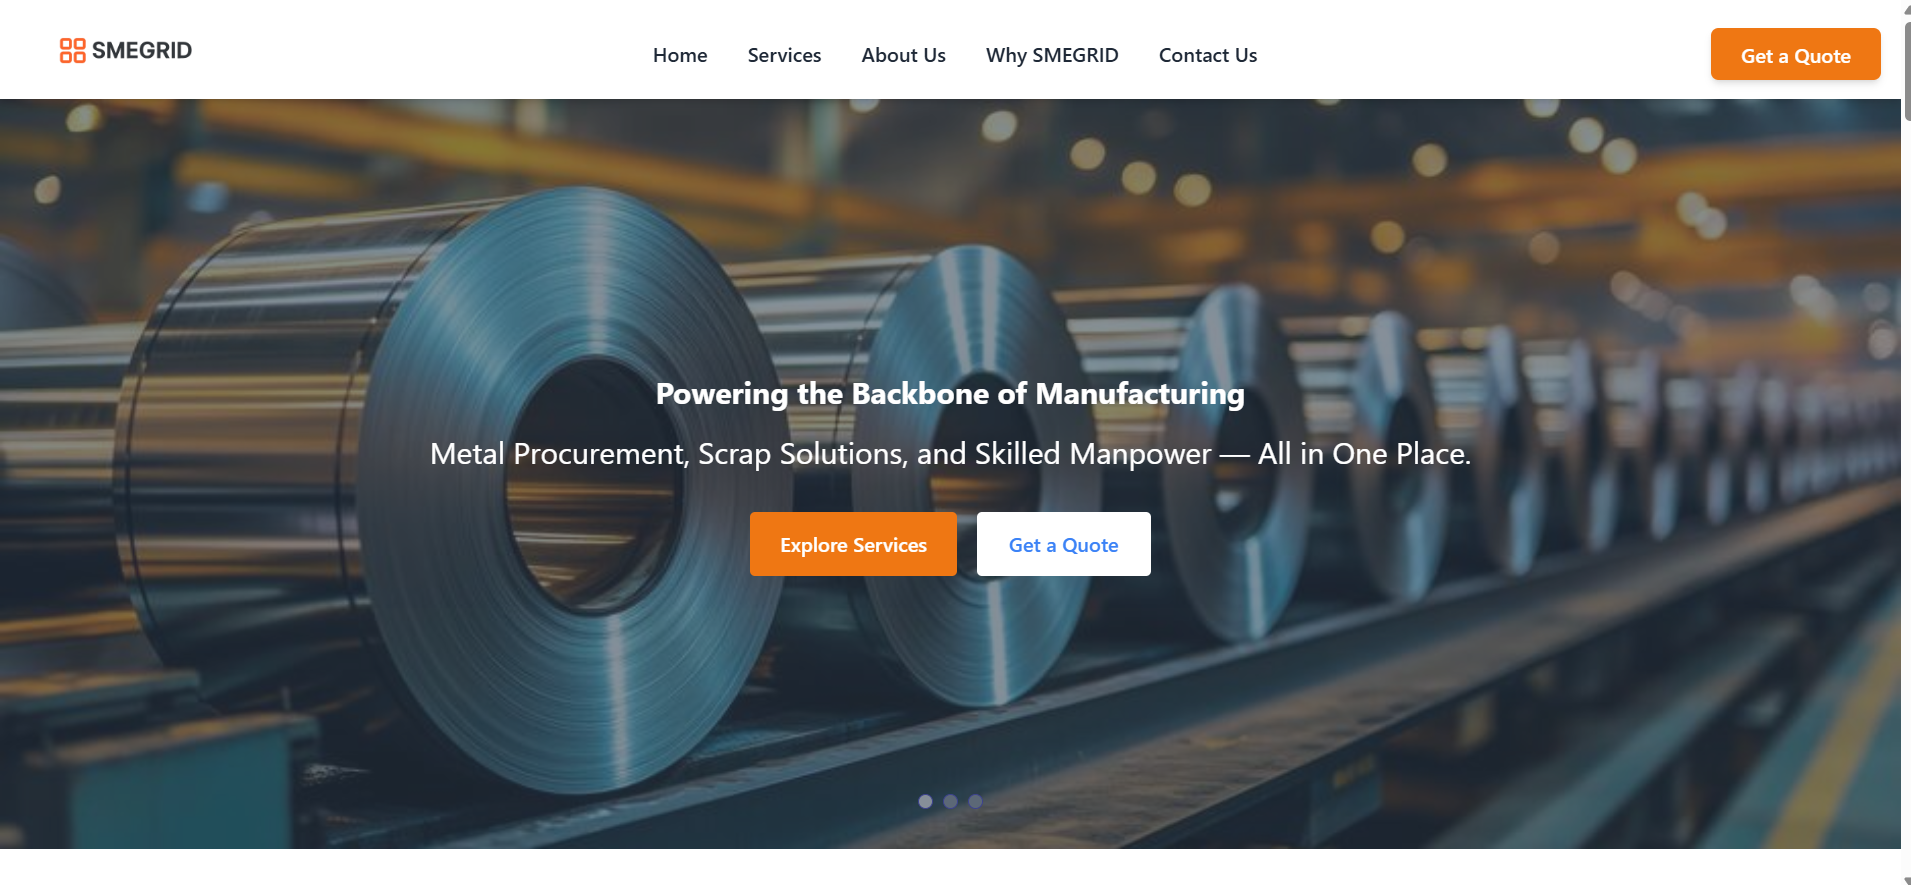 SMEGRID
Home
Services
About Us
Why SMEGRID
Contact Us
Get a Quote
Powering the Backbone of Manufacturing
Metal Procurement, Scrap Solutions, and Skilled Manpower — All in One Place.
Explore Services
Get a Quote